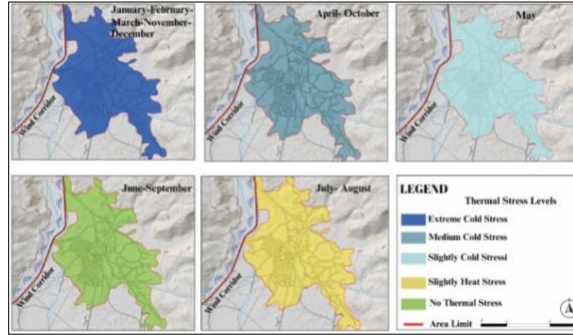 January-February-
March-November-
December
Wind Corridor
April- October
Wind Corridor
May
Wind Corridor
June-September
Wind Corridor
July- August
Wind Corridor
LEGEND
Thermal Stress Levels
Extreme Cold Stress
Medium Cold Stress
Slightly Cold Stressi
Slightly Heat Stress
No Thermal Stress
Area Limit
A